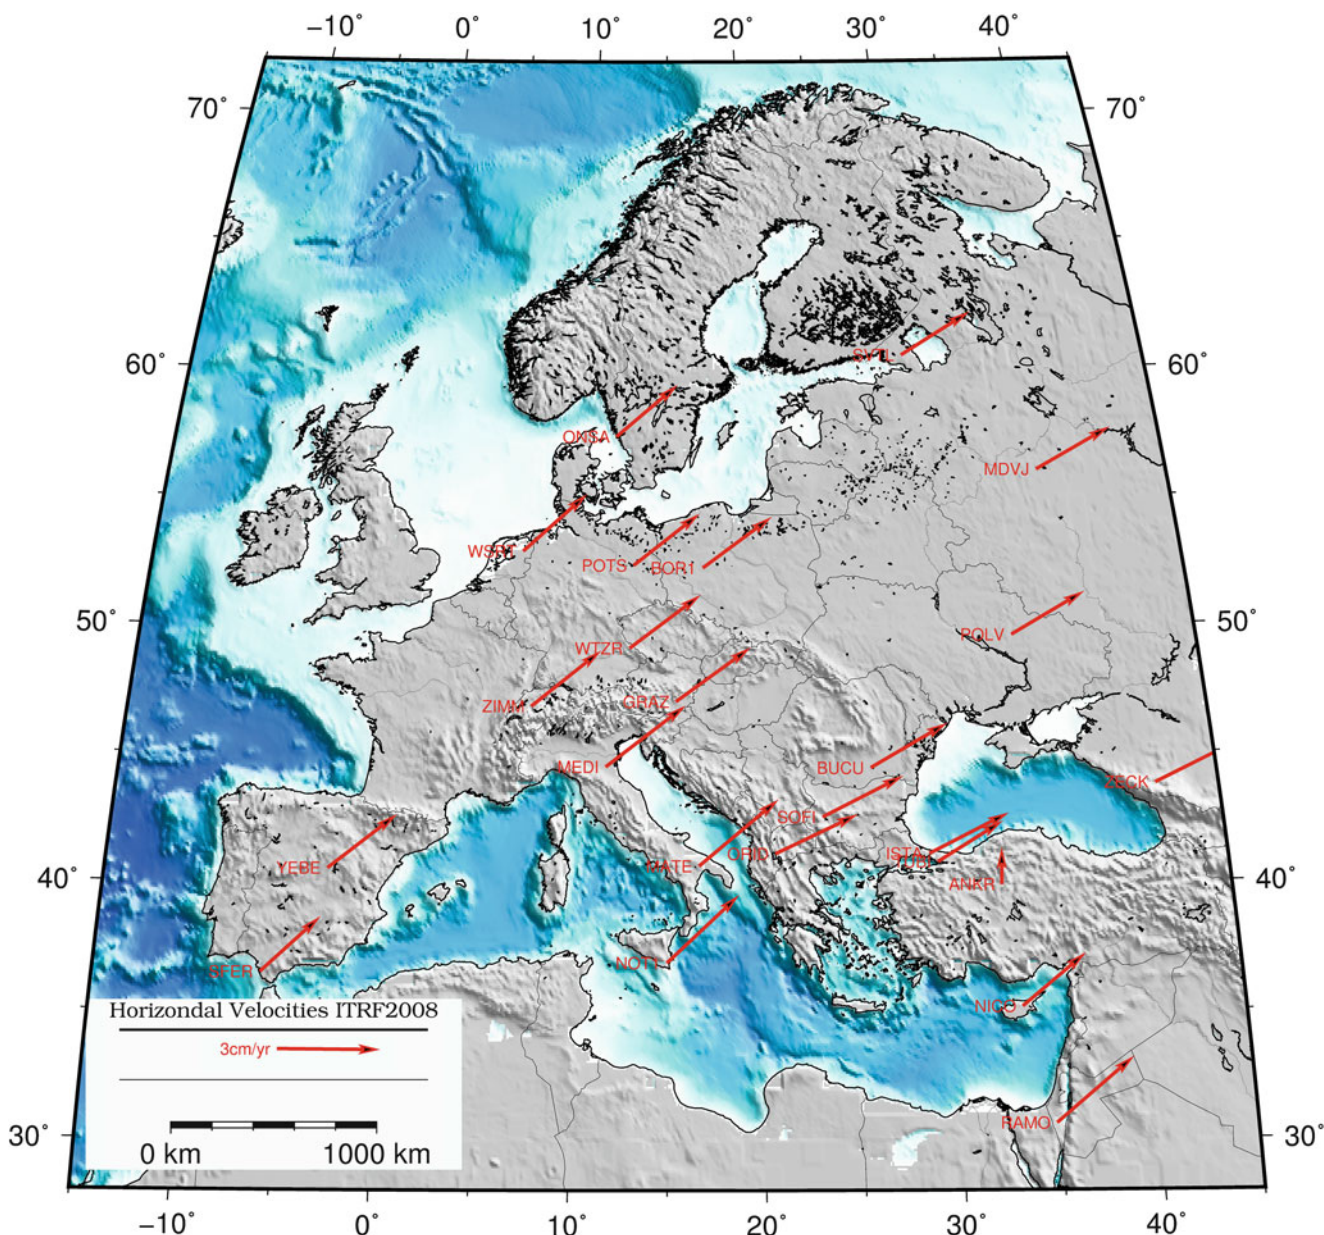 −10˚ 0˚ 10˚ 20˚ 30˚ 40˚
70˚ 70˚
60˚ 60˚
SVTL
ONSA
MDVJ
WSRT
POTS BOR1
50˚ 50˚
POLV
WTZR
ZIMM GRAZ
MEDI BUCU ZECK
SOFI
YEBE MATE ORID ISTA
TUBI
40˚ ANKR 40˚
NOT1
SFER
NICO
Horizondal Velocities ITRF2008
3cm/yr
RAMO
30˚ 30˚
0 km 1000 km
−10˚ 0˚ 10˚ 20˚ 30˚ 40˚